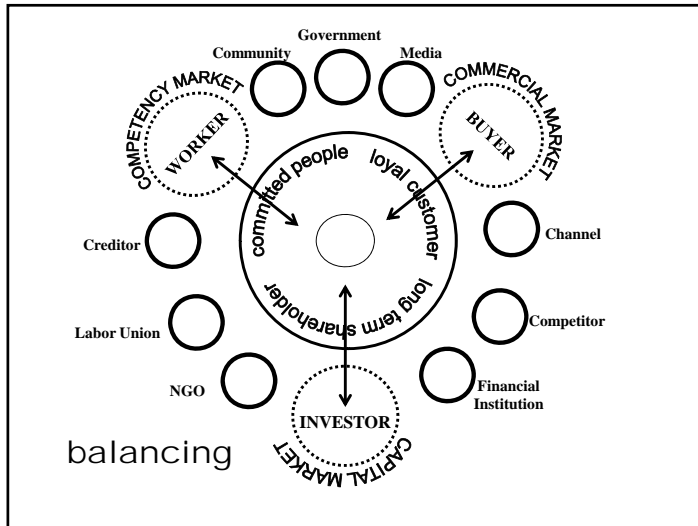 Government
Community
Media
COMPETENCY MARKET
WORKER
COMMERCIAL MARKET
BUYER
committed people
loyal customer
long term shareholder
Creditor
Channel
Labor Union
Competitor
NGO
Financial
Institution
INVESTOR
CAPITAL MARKET
balancing